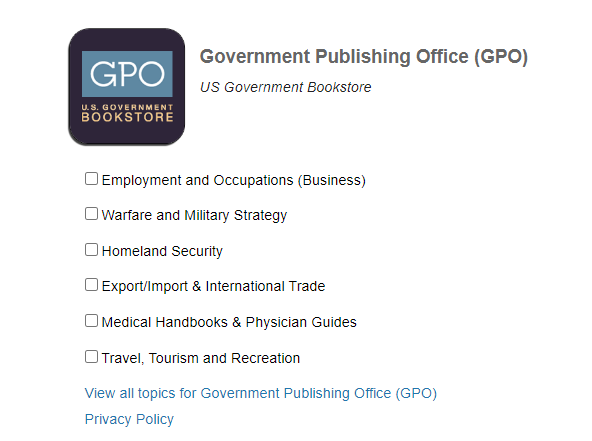 GPO
U.S. GOVERNMENT
BOOKSTORE
Government Publishing Office (GPO)
US Government Bookstore
Employment and Occupations (Business)
Warfare and Military Strategy
Homeland Security
Export/Import & International Trade
Medical Handbooks & Physician Guides
Travel, Tourism and Recreation
View all topics for Government Publishing Office (GPO)
Privacy Policy